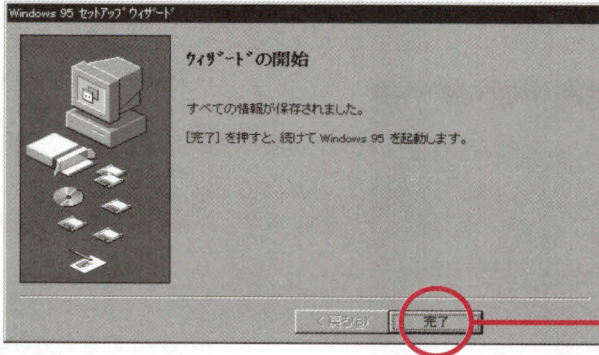 Windows 95 ｾｯﾄｱｯﾌﾟ ｳｨｻﾞｰﾄﾞ
ｳｨｻﾞｰﾄﾞの開始
すべての情報が保存されました。
[完了] を押すと、続けて Windows 95 を起動します。
< 戻る(B)
完了